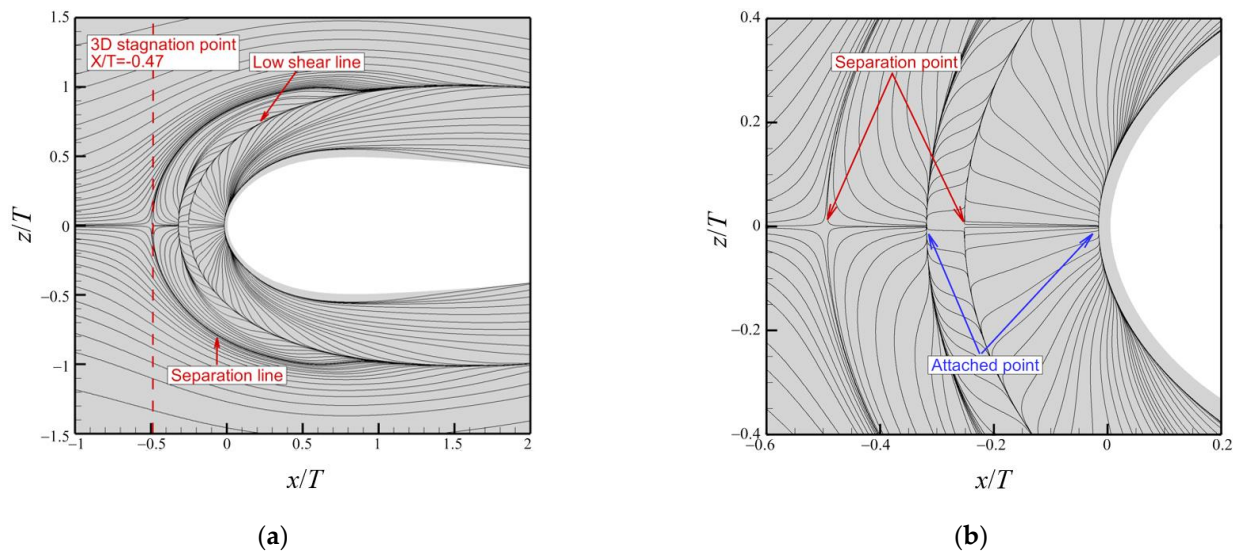 1.5
3D stagnation point
X/T=-0.47
Low shear line
1
0.5
0
−0.5
−1
−1.5
z/T
Separation line
−1
−0.5
0
0.5
1
1.5
2
x/T
(a)
0.4
Separation point
0.2
0
−0.2
−0.4
z/T
Attached point
−0.6
−0.4
−0.2
0
0.2
x/T
(b)